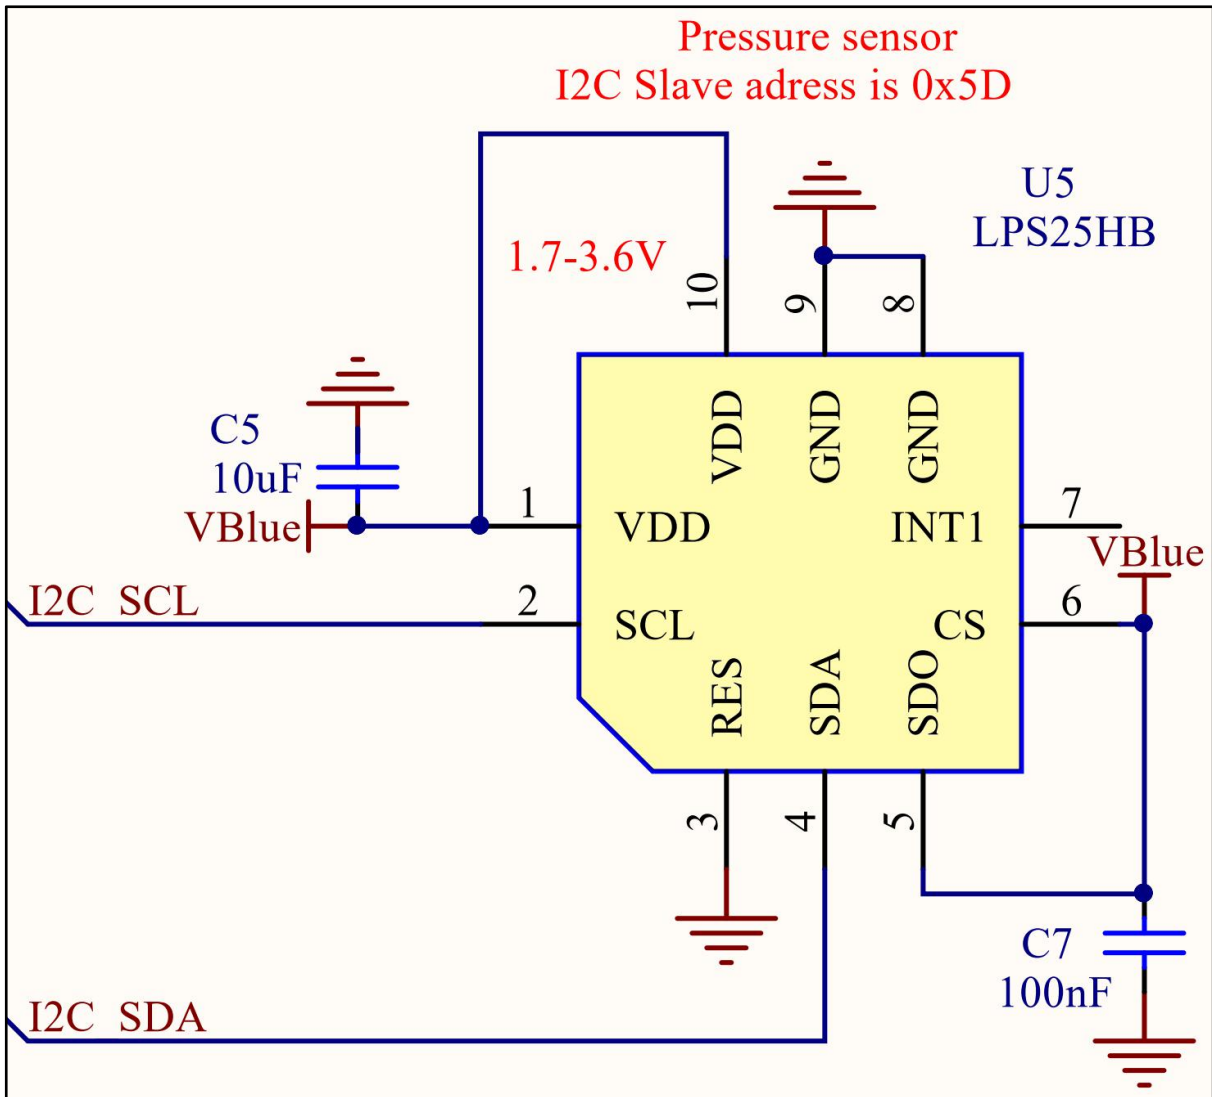 Pressure sensor
I2C Slave adress is 0x5D
U5
LPS25HB
1.7-3.6V
10
9
8
C5
10uF
VDD
GND
GND
VBlue
1
VDD
INT1
7
VBlue
I2C SCL
2
SCL
CS
6
RES
SDA
SDO
3
4
5
C7
100nF
I2C SDA